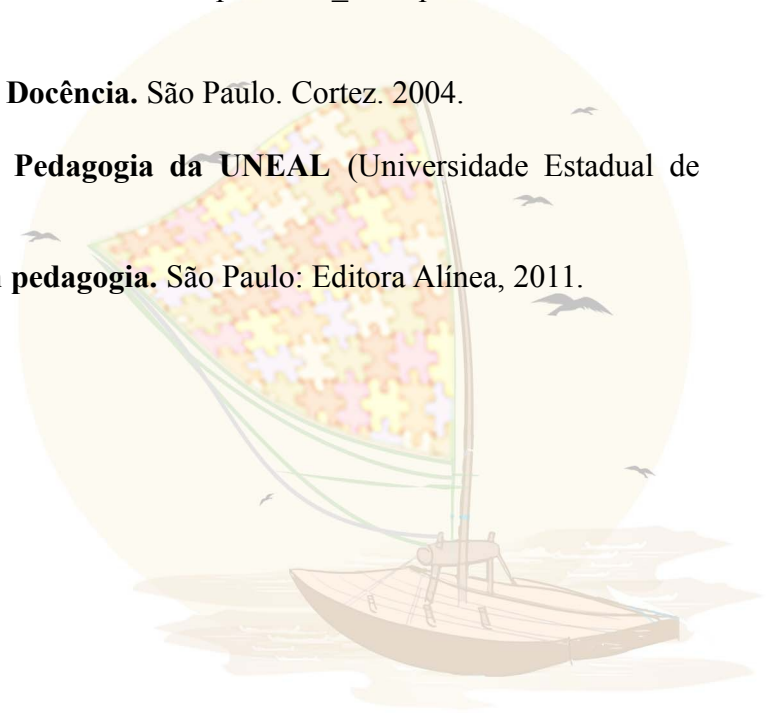 Docência. São Paulo. Cortez. 2004.
Pedagogia da UNEAL (Universidade Estadual de
pedagogia. São Paulo: Editora Alínea, 2011.